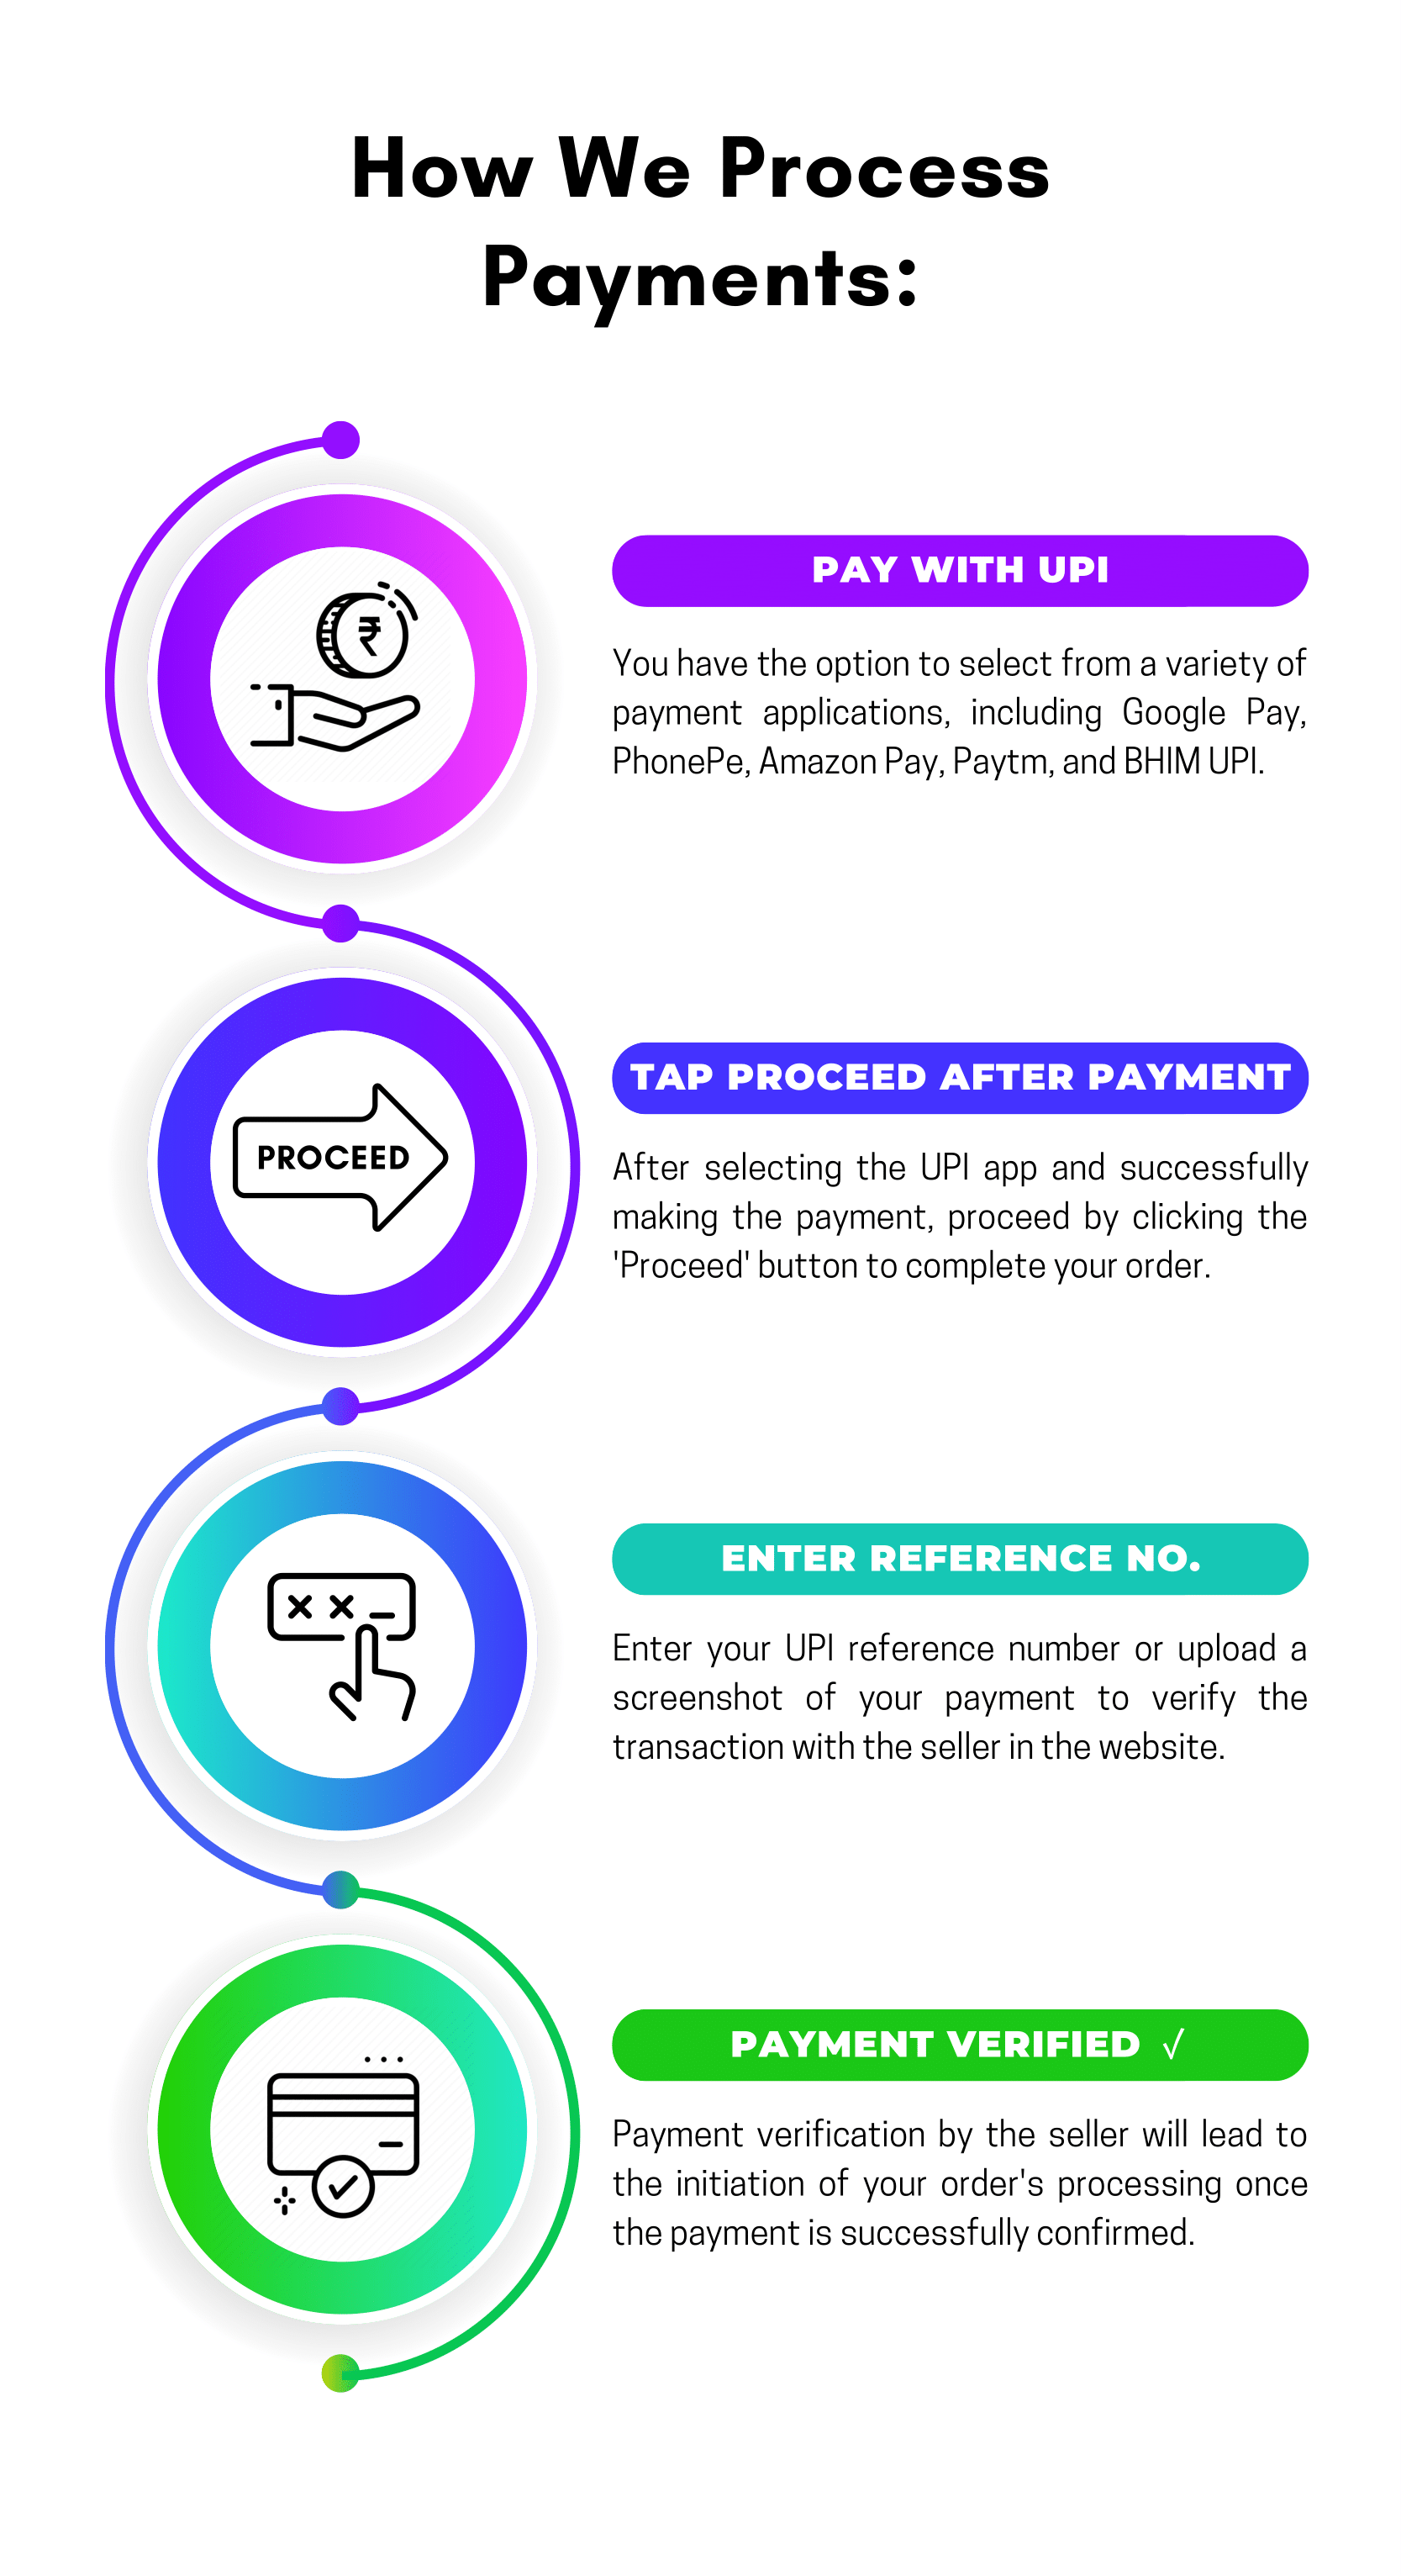 How We Process
Payments:
₹
PAY WITH UPI
You have the option to select from a variety of
payment applications, including Google Pay,
PhonePe, Amazon Pay, Paytm, and BHIM UPI.
PROCEED
TAP PROCEED AFTER PAYMENT
After selecting the UPI app and successfully
making the payment, proceed by clicking the
'Proceed' button to complete your order.
ENTER REFERENCE NO.
Enter your UPI reference number or upload a
screenshot of your payment to verify the
transaction with the seller in the website.
PAYMENT VERIFIED √
Payment verification by the seller will lead to
the initiation of your order's processing once
the payment is successfully confirmed.